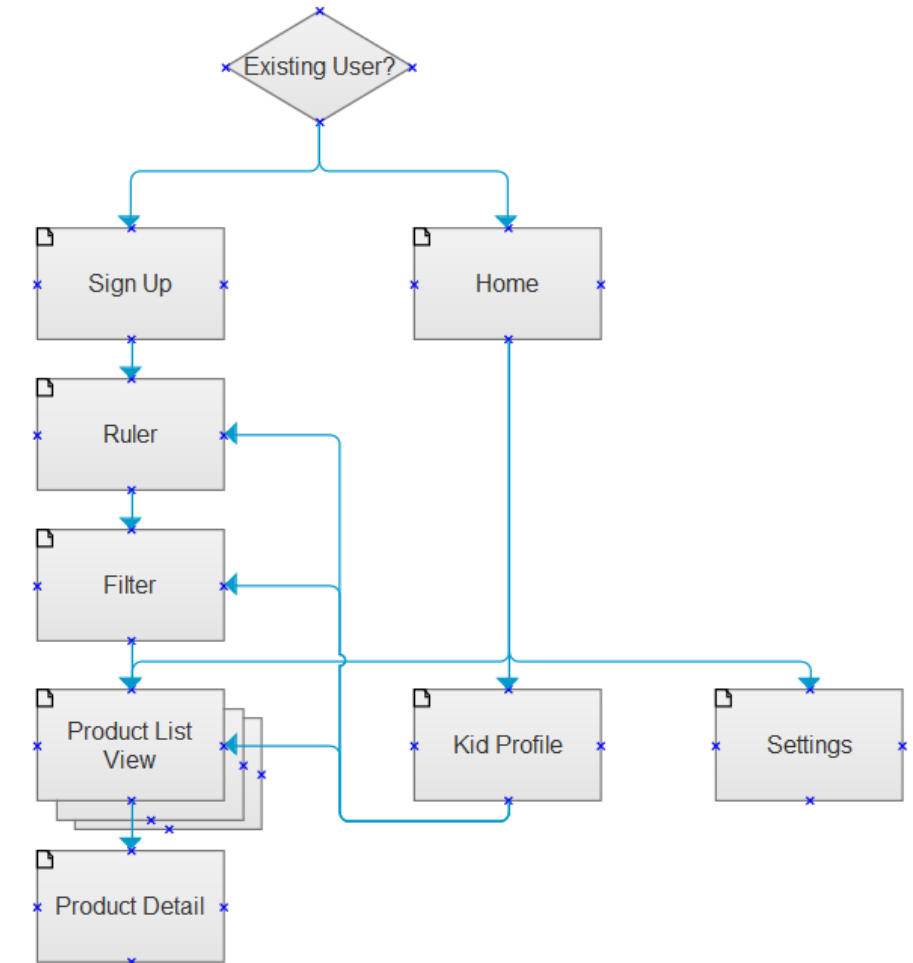 Existing User?
Sign Up
Home
Ruler
Filter
Product List
View
Kid Profile
Settings
Product Detail